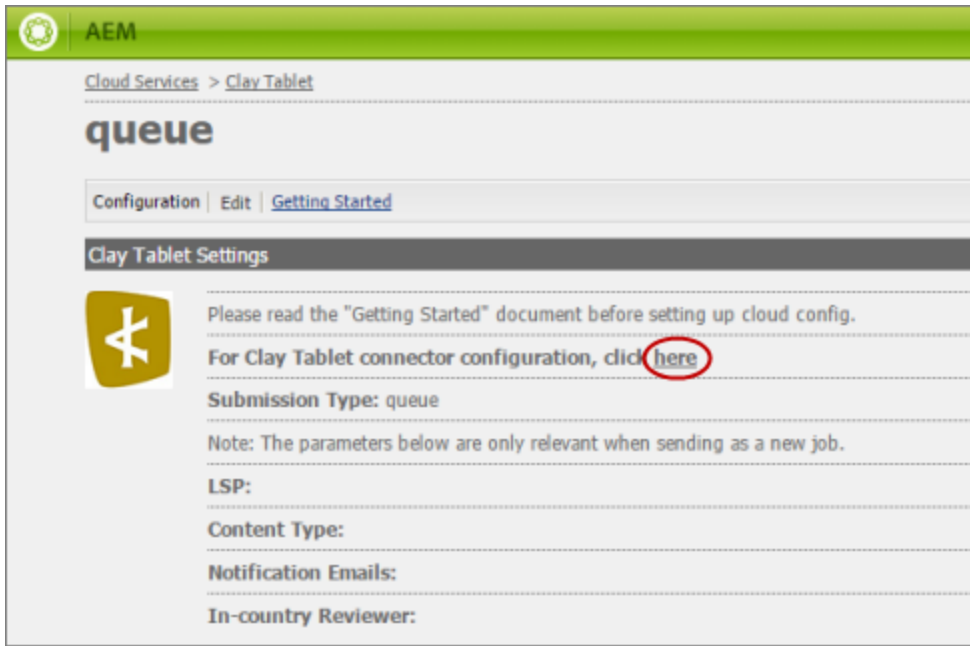 AEM
Cloud Services > Clay Tablet
queue
Configuration | Edit | Getting Started
Clay Tablet Settings
Please read the "Getting Started" document before setting up cloud config.
For Clay Tablet connector configuration, click here
Submission Type: queue
Note: The parameters below are only relevant when sending as a new job.
LSP:
Content Type:
Notification Emails:
In-country Reviewer: